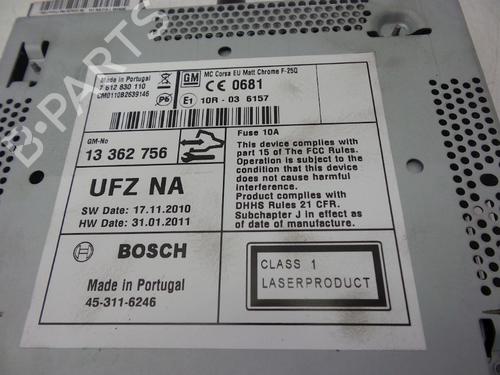 B-PARTS
Made in Portugal
7 612 830 110
CM0110B2639146
P6
GM
MC Corsa EU Matt Chrome F-250
CE 0681
E1 10R - 03 6157
GM-No
13 362 756
UFZ NA
SW Date: 17.11.2010
HW Date: 31.01.2011
Fuse 10A
This device complies with
part 15 of The FCC Rules.
Operation is subject to the
condition that this device
does not cause harmful
interference.
Product complies with
DHHS Rules 21 CFR.
Subchapter J in effect as
of date of manufacture.
BOSCH
Made in Portugal
45-311-6246
CLASS 1
LASERPRODUCT